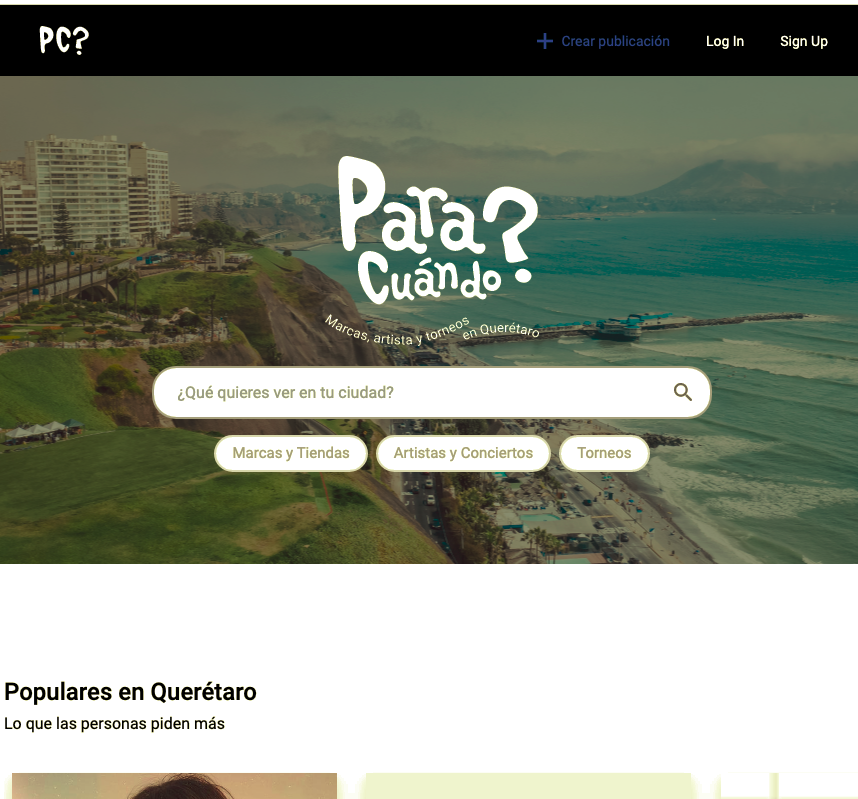 PC?
Crear publicación
Log In
Sign Up
Para
Cuándo?
Marcas, artista y torneos en Querétaro
¿Qué quieres ver en tu ciudad?
Marcas y Tiendas
Artistas y Conciertos
Torneos
Populares en Querétaro
Lo que las personas piden más